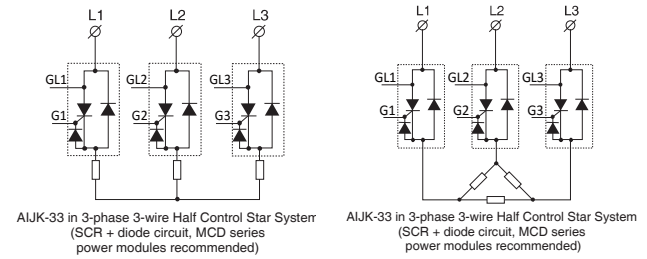 L1 L2 L3
GL1 GL2 GL3
G1 G2 G3
AIJK-33 in 3-phase 3-wire Half Control Star System
(SCR + diode circuit, MCD series
power modules recommended)
L1 L2 L3
GL1 GL2 GL3
G1 G2 G3
AIJK-33 in 3-phase 3-wire Half Control Star System
(SCR + diode circuit, MCD series
power modules recommended)